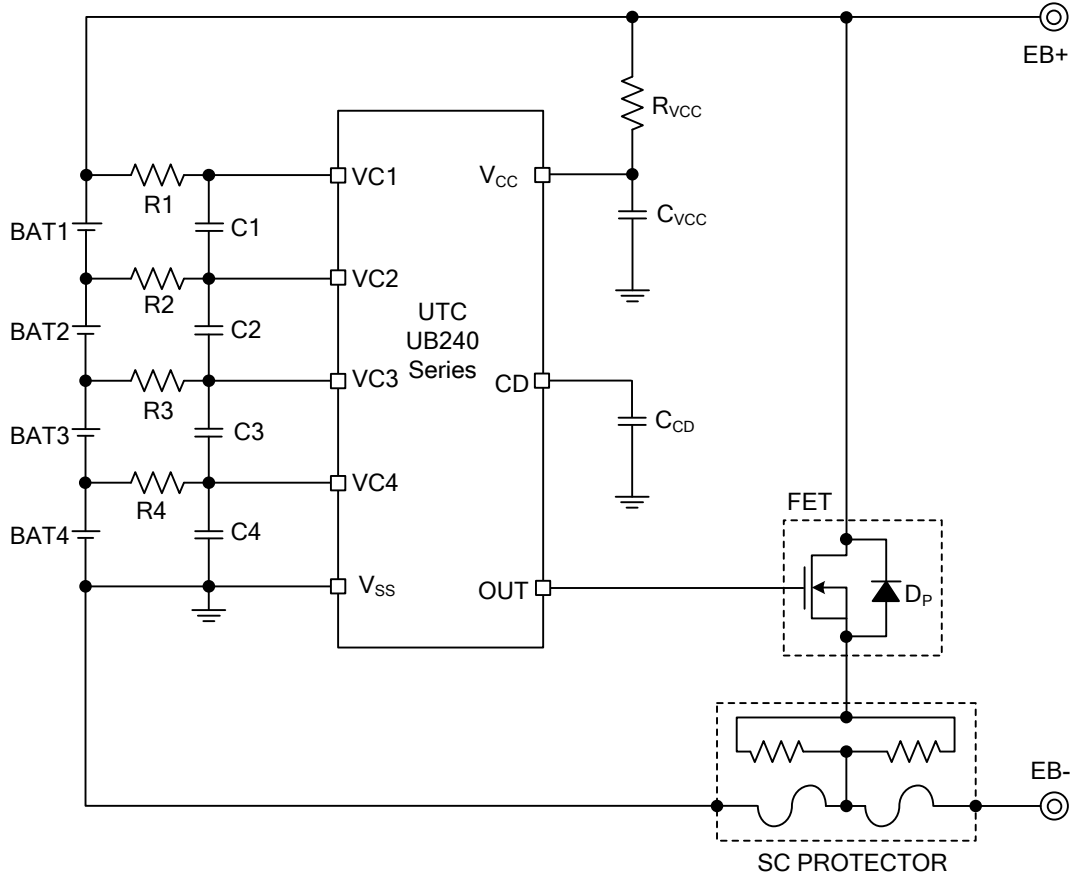 EB+
R1
R2
R3
R4
BAT1
BAT2
BAT3
BAT4
C1
C2
C3
C4
VC1
VC2
VC3
VC4
VSS
UTC
UB240
Series
VCC
CD
OUT
RVCC
CVCC
CCD
FET
DP
EB-
SC PROTECTOR